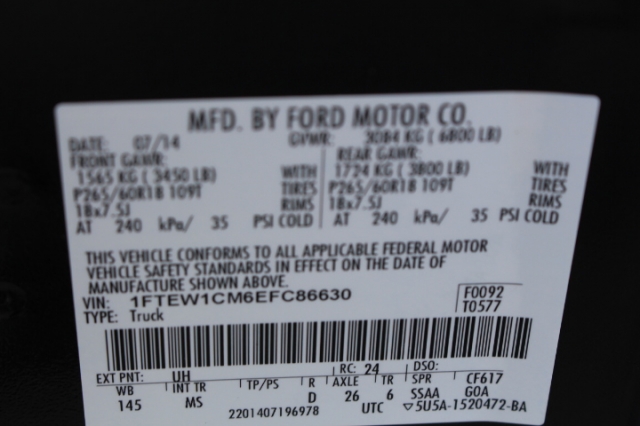 MFD. BY FORD MOTOR CO.
DATE: 07/14 GVWR: 3084 KG ( 6800 LB)
FRONT GAWR: REAR GAWR:
1565 KG ( 3450 LB) WITH 1724 KG ( 3800 LB) WITH
P265/60R18 109T TIRES P265/60R18 109T TIRES
18x7.5J RIMS 18x7.5J RIMS
AT 240 kPa/ 35 PSI COLD AT 240 kPa/ 35 PSI COLD
THIS VEHICLE CONFORMS TO ALL APPLICABLE FEDERAL MOTOR
VEHICLE SAFETY STANDARDS IN EFFECT ON THE DATE OF
MANUFACTURE SHOWN ABOVE.
VIN: 1FTEW1CM6EFC86630 F0092
TYPE: Truck T0577
EXT PNT: UH RC: 24 DSO:
WB INT TR TP/PS R AXLE TR SPR CF617
145 MS D 26 6 SSAA GOA
2201407196978 UTC ▽5U5A-1520472-BA